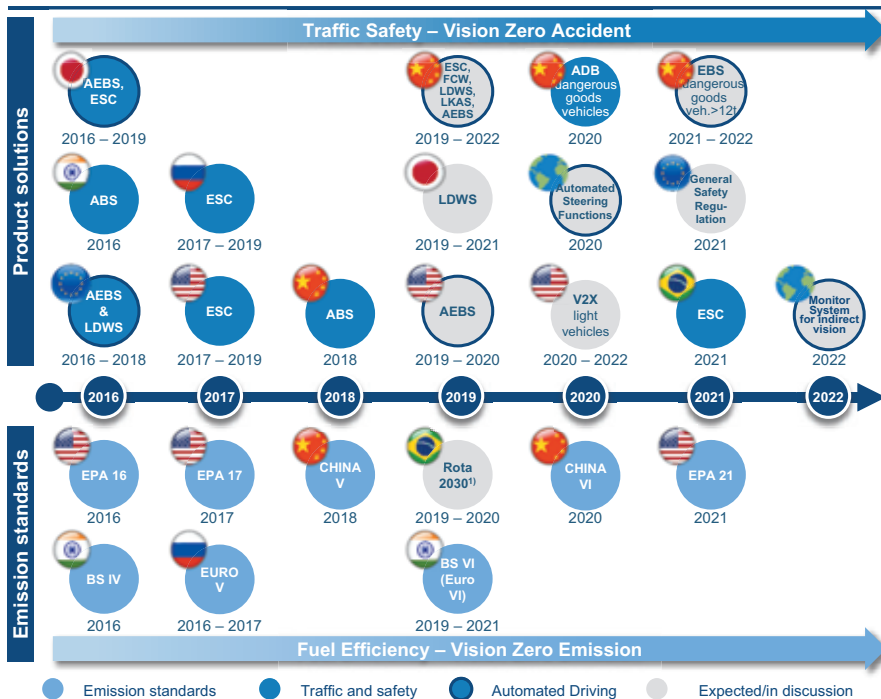 Traffic Safety – Vision Zero Accident
Product solutions
AEBS,
ESC
2016 – 2019
ESC,
FCW,
LDWS,
LKAS,
AEBS
2019 – 2022
ADB
dangerous
goods
vehicles
2020
EBS
dangerous
goods
veh.>12t
2021 – 2022
ABS
2016
ESC
2017 – 2019
LDWS
2019 – 2021
Automated
Steering
Functions
2020
General
Safety
Regu-
lation
2021
AEBS
&
LDWS
2016 – 2018
ESC
2017 – 2019
ABS
2018
AEBS
2019 – 2020
V2X
light
vehicles
2020 – 2022
ESC
2021
Monitor
System
for indirect
vision
2022
2016
2017
2018
2019
2020
2021
2022
Emission standards
EPA 16
2016
EPA 17
2017
CHINA
V
2018
Rota
2030¹⁾
2019 – 2020
CHINA
VI
2020
EPA 21
2021
BS IV
2016
EURO
V
2016 – 2017
BS VI
(Euro
VI)
2019 – 2021
Fuel Efficiency – Vision Zero Emission
Emission standards
Traffic and safety
Automated Driving
Expected/in discussion